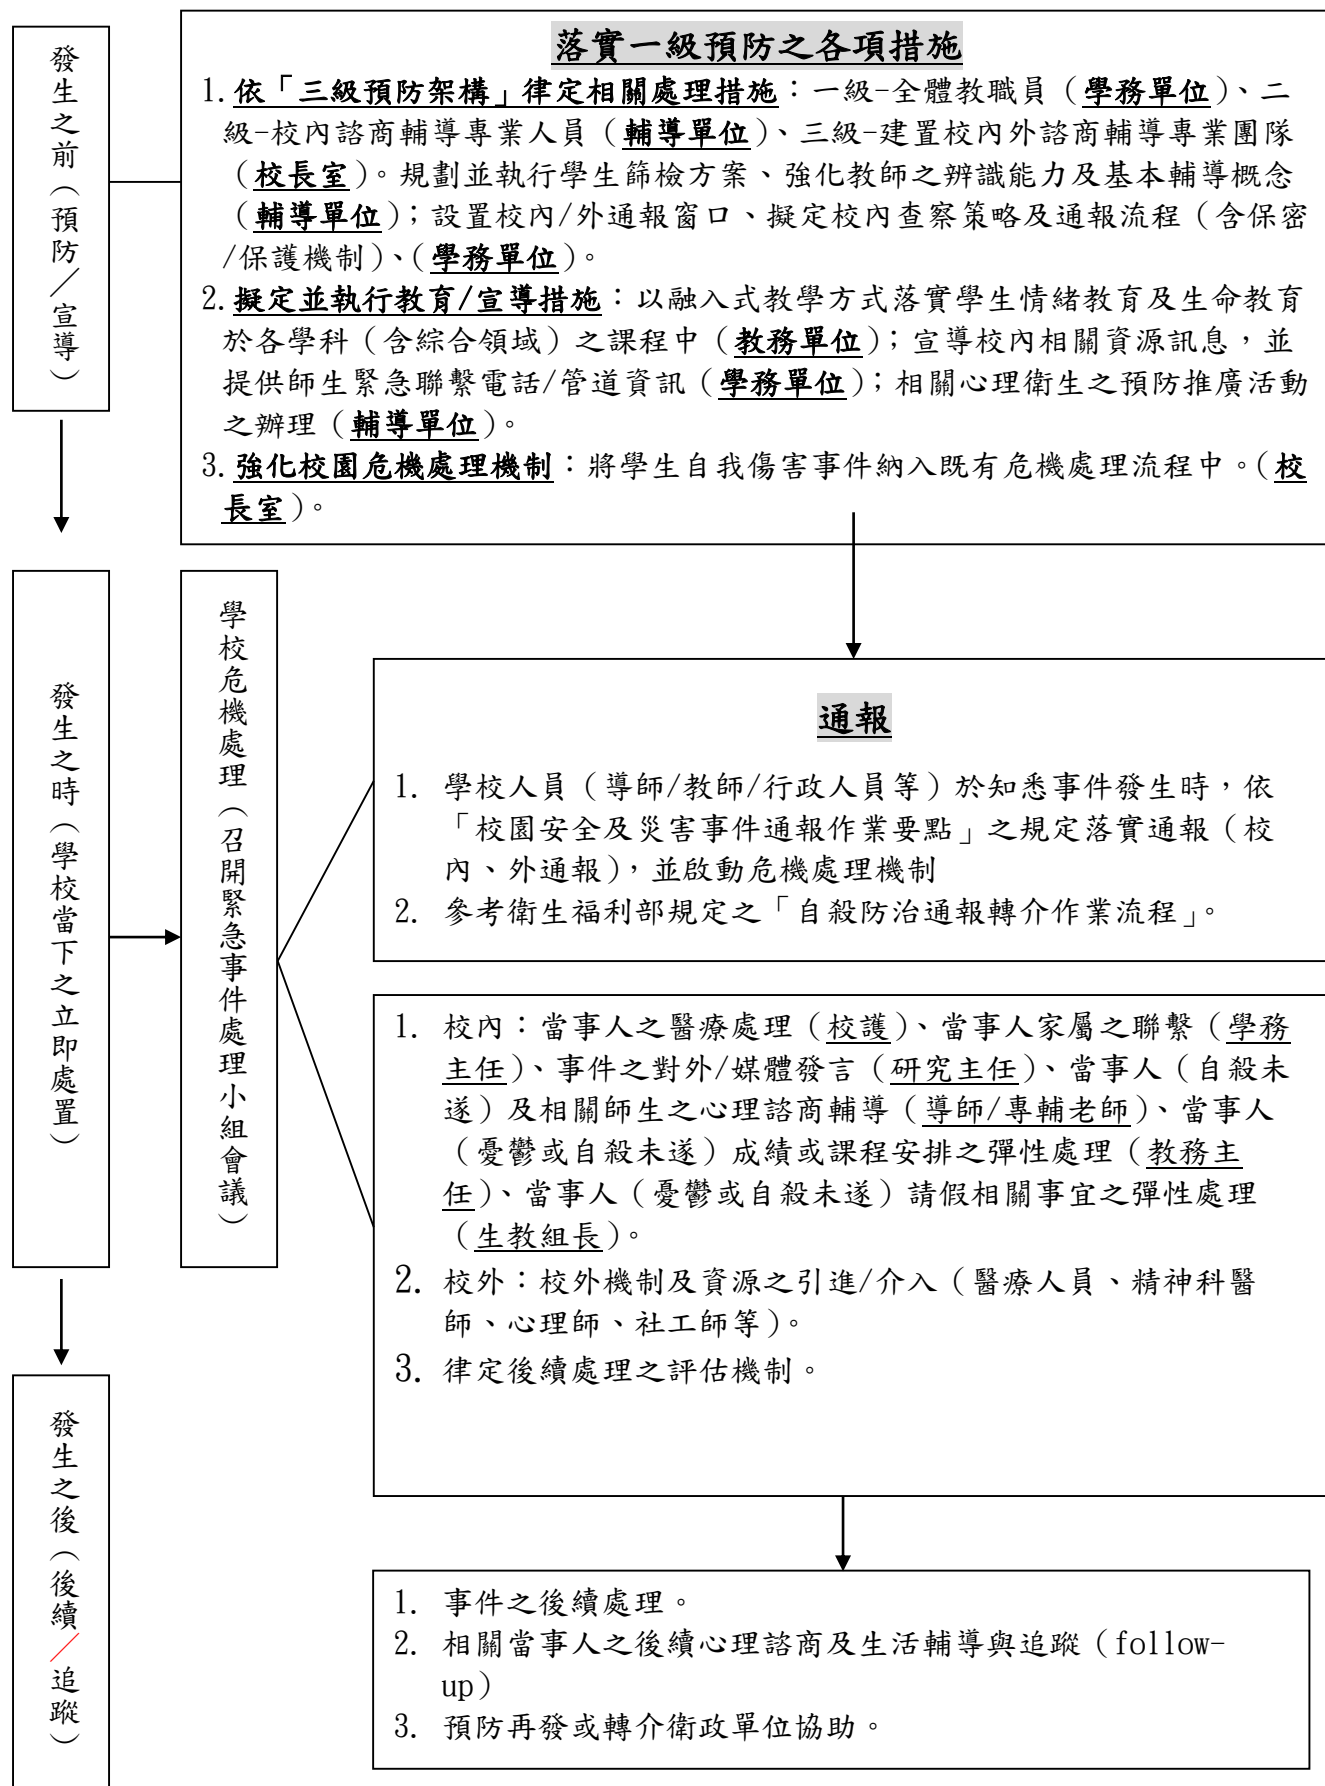 發生之前（預防／宣導）
落實一級預防之各項措施
1.依「三級預防架構」律定相關處理措施：一級-全體教職員（學務單位）、二
級-校內諮商輔導專業人員（輔導單位）、三級-建置校內外諮商輔導專業團隊
（校長室）。規劃並執行學生篩檢方案、強化教師之辨識能力及基本輔導概念
（輔導單位）；設置校內/外通報窗口、擬定校內查察策略及通報流程（含保密
/保護機制）、（學務單位）。
2.擬定並執行教育/宣導措施：以融入式教學方式落實學生情緒教育及生命教育
於各學科（含綜合領域）之課程中（教務單位）；宣導校內相關資源訊息，並
提供師生緊急聯繫電話/管道資訊（學務單位）；相關心理衛生之預防推廣活動
之辦理（輔導單位）。
3.強化校園危機處理機制：將學生自我傷害事件納入既有危機處理流程中。（校
長室）。
發生之時（學校當下之立即處置）
學校危機處理（召開緊急事件處理小組會議）
通報
1. 學校人員（導師/教師/行政人員等）於知悉事件發生時，依
「校園安全及災害事件通報作業要點」之規定落實通報（校
內、外通報），並啟動危機處理機制
2. 參考衛生福利部規定之「自殺防治通報轉介作業流程」。
1. 校內：當事人之醫療處理（校護）、當事人家屬之聯繫（學務
主任）、事件之對外/媒體發言（研究主任）、當事人（自殺未
遂）及相關師生之心理諮商輔導（導師/專輔老師）、當事人
（憂鬱或自殺未遂）成績或課程安排之彈性處理（教務主
任）、當事人（憂鬱或自殺未遂）請假相關事宜之彈性處理
（生教組長）。
2. 校外：校外機制及資源之引進/介入（醫療人員、精神科醫
師、心理師、社工師等）。
3. 律定後續處理之評估機制。
發生之後（後續／追蹤）
1. 事件之後續處理。
2. 相關當事人之後續心理諮商及生活輔導與追蹤（follow-
up）
3. 預防再發或轉介衛政單位協助。